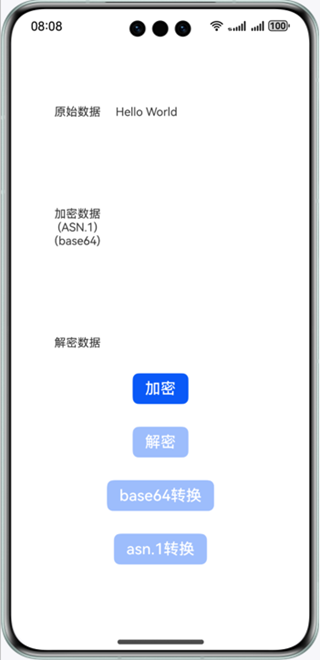 08:08
100
原始数据 Hello World
加密数据
(ASN.1)
(base64)
解密数据
加密
解密
base64转换
asn.1转换